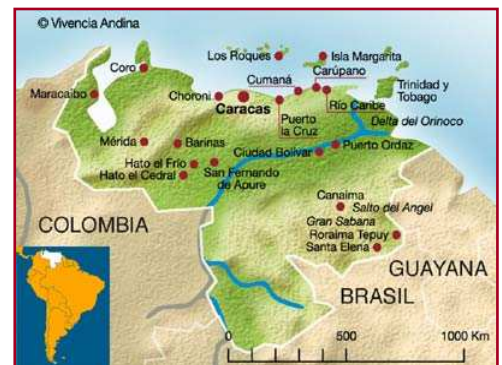 © Vivencia Andina
Los Roques
Isla Margarita
Coro
Cumaná
Carúpano
Trinidad y
Tobago
Maracaibo
Choroní
Caracas
Río Caribe
Puerto
la Cruz
Delta del Orinoco
Mérida
Barinas
Ciudad Bolívar
Puerto Ordaz
Hato el Frío
Hato el Cedral
San Fernando
de Apure
Canaima
Salto del Angel
COLOMBIA
Gran Sabana
Roraima Tepuy
Santa Elena
GUAYANA
BRASIL
0
500
1000 Km